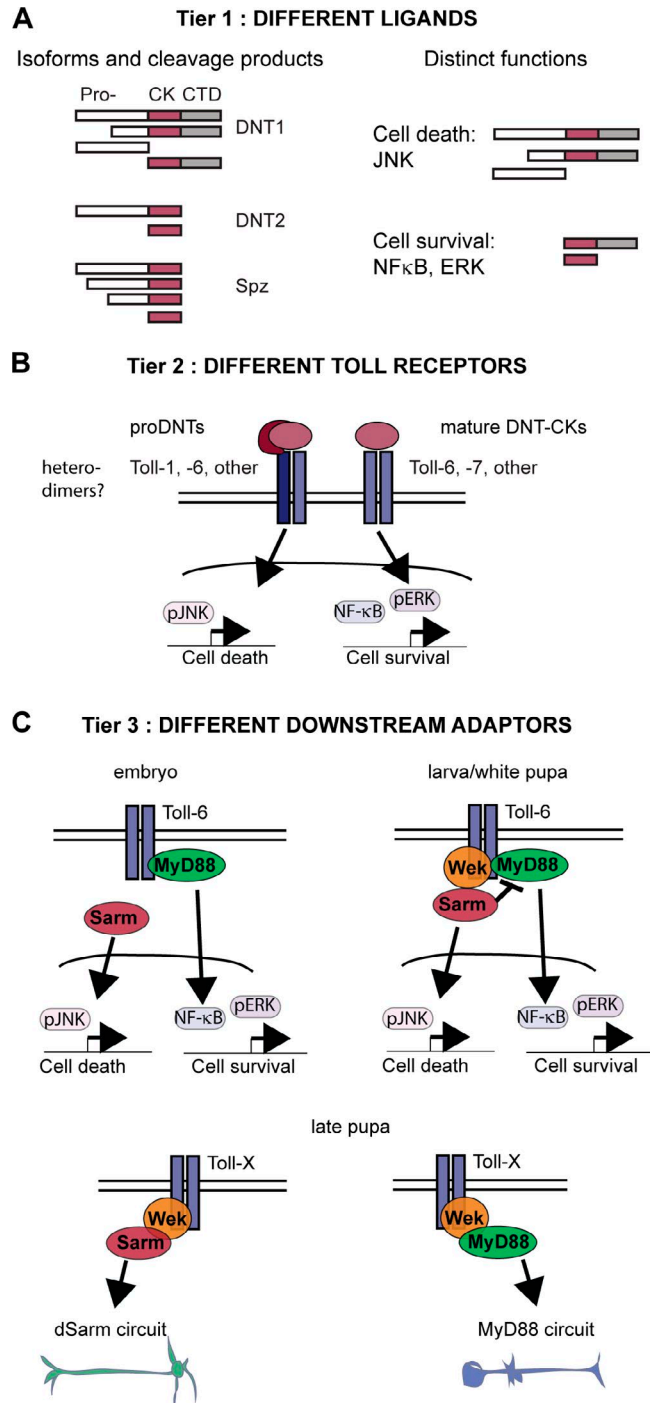 A
Tier 1 : DIFFERENT LIGANDS
Isoforms and cleavage products
Distinct functions
Pro- CK CTD
DNT1
DNT2
Spz
Cell death:
JNK
Cell survival:
NFκB, ERK
B
Tier 2 : DIFFERENT TOLL RECEPTORS
proDNTs
mature DNT-CKs
hetero-
dimers?
Toll-1, -6, other
Toll-6, -7, other
pJNK
NF-κB
pERK
Cell death
Cell survival
C
Tier 3 : DIFFERENT DOWNSTREAM ADAPTORS
embryo
Toll-6
MyD88
Sarm
pJNK
NF-κB
pERK
Cell death
Cell survival
larva/white pupa
Toll-6
Wek
MyD88
Sarm
pJNK
NF-κB
pERK
Cell death
Cell survival
late pupa
Toll-X
Wek
Sarm
dSarm circuit
Toll-X
Wek
MyD88
MyD88 circuit